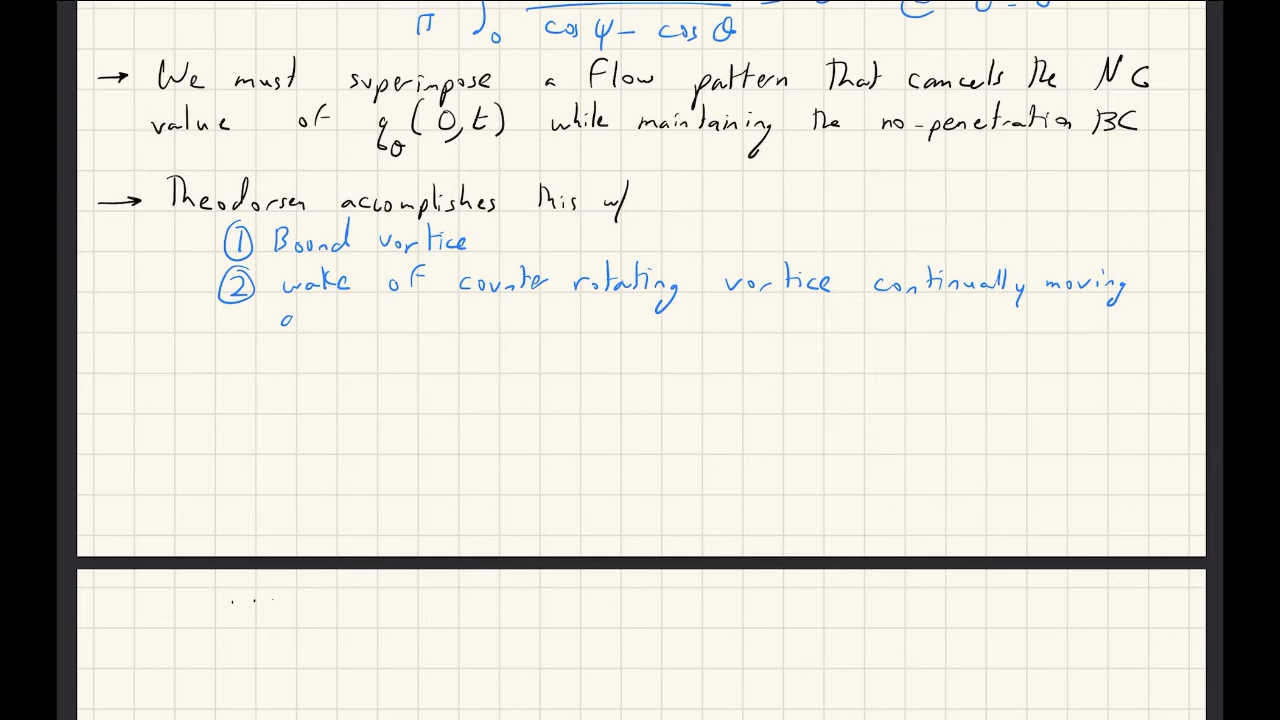 π ∫₀ cos ψ - cos θ
→ We must superimpose a flow pattern that cancels the NC
value of q_θ(0,t) while maintaining the no-penetration BC
→ Theodorsen accomplishes this w/
① Bound vortice
② wake of counter rotating vortice continually moving